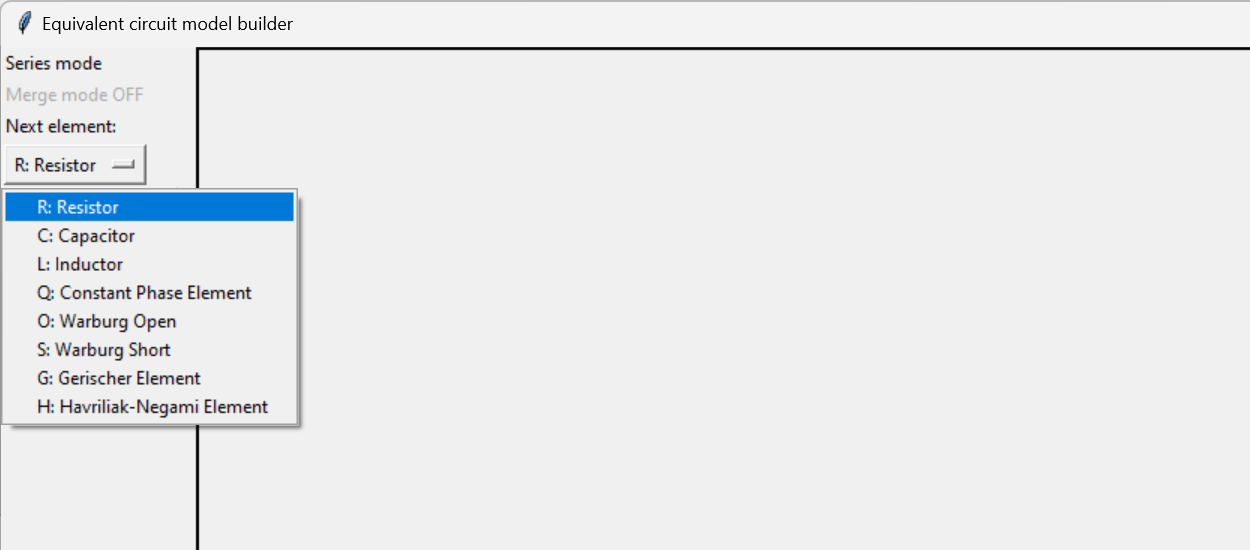 Equivalent circuit model builder
Series mode
Merge mode OFF
Next element:
R: Resistor
R: Resistor
C: Capacitor
L: Inductor
Q: Constant Phase Element
O: Warburg Open
S: Warburg Short
G: Gerischer Element
H: Havriliak-Negami Element